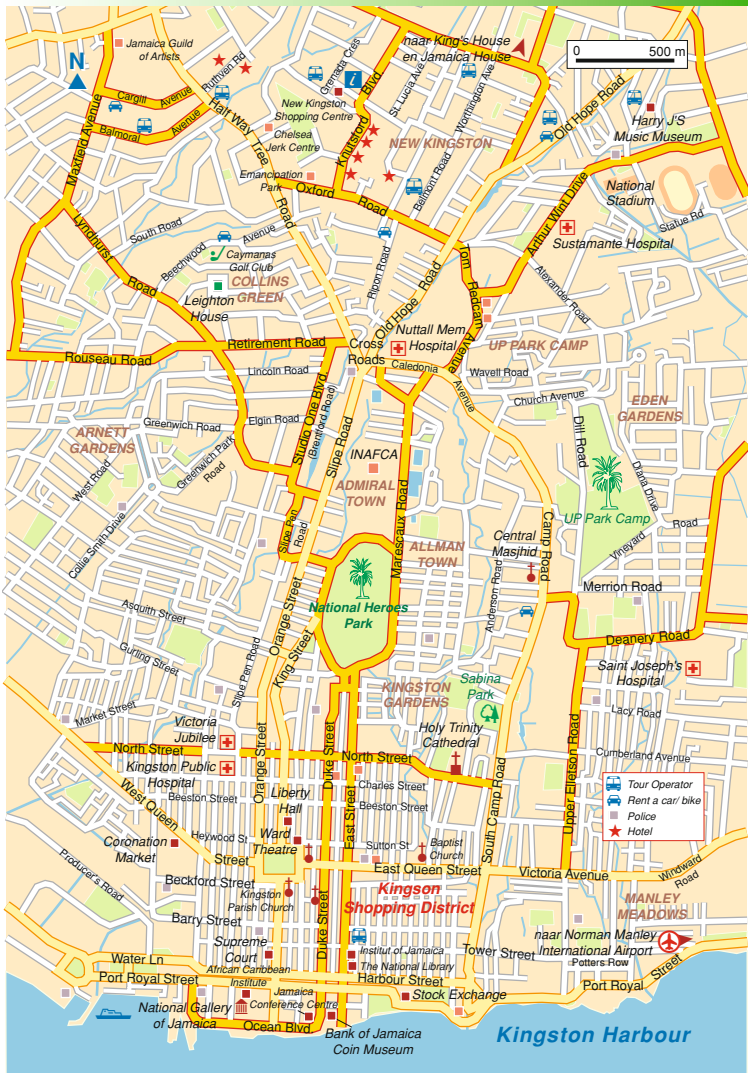 Jamaica Guild
of Artists
N
Ruthven Rd
Grenada Cres
i
naar King's House
en Jamaica House
0 500 m
Cargill Avenue
Balmoral Avenue
Maxfield Avenue
Half Way Tree Road
New Kingston
Shopping Centre
Chelsea
Jerk Centre
Knutsford Blvd
St. Lucia Ave
Worthington Ave
NEW KINGSTON
Old Hope Road
Harry J'S
Music Museum
Emancipation
Park
Oxford Road
Belmont Road
National
Stadium
Arthur Wint Drive
Statue Rd
Sustamante Hospital
South Road
Lyndhurst Road
Beechwood Avenue
Caymanas
Golf Club
COLLINS
GREEN
Leighton
House
Ripon Road
Old Hope Road
Tom Redcam Avenue
Alexander Road
Rouseau Road
Retirement Road
Cross
Roads
Nuttall Mem.
Hospital
UP PARK CAMP
Caledonia Avenue
Wavell Road
Lincoln Road
Church Avenue
EDEN
GARDENS
Studio One Blvd.
(Brentford Road)
Slipe Road
Greenwich Road
Elgin Road
ARNETT
GARDENS
West Road
Greenwich Park
Road
INAFCA
ADMIRAL
TOWN
Marescaux Road
Dill Road
Diana Drive
UP Park Camp
Vineyard Road
Collie Smith Drive
Slipe Pen
Road
ALLMAN
TOWN
Central
Masjhid
Camp Road
Anderson Road
Merrion Road
National Heroes
Park
Asquith Street
Orange Street
King Street
Deanery Road
Gurling Street
Slipe Pen Road
Saint Joseph's
Hospital
KINGSTON
GARDENS
Sabina
Park
Market Street
Victoria
Jubilee
Lacy Road
Holy Trinity
Cathedral
North Street
North Street
Cumberland Avenue
Kingston Public
Hospital
Orange Street
Duke Street
East Street
Upper Elletson Road
South Camp Road
Charles Street
Beeston Street
Beeston Street
Tour Operator
Rent a car/ bike
Police
Hotel
West Queen Street
Liberty
Hall
Heywood St
Ward
Theatre
Sutton St
Baptist
Church
Coronation
Market
East Queen Street
Victoria Avenue
Windward
Road
Producer's Road
Beckford Street
Kingston
Parish Church
Kingson
Shopping District
MANLEY
MEADOWS
Barry Street
Duke Street
Supreme
Court
Institut of Jamaica
The National Library
Tower Street
naar Norman Manley
International Airport
Potters Row
Water Ln
African Caribbean
Institute
Port Royal Street
Harbour Street
Port Royal Street
Jamaica
Conference Centre
Stock Exchange
National Gallery
of Jamaica
Ocean Blvd
Bank of Jamaica
Coin Museum
Kingston Harbour